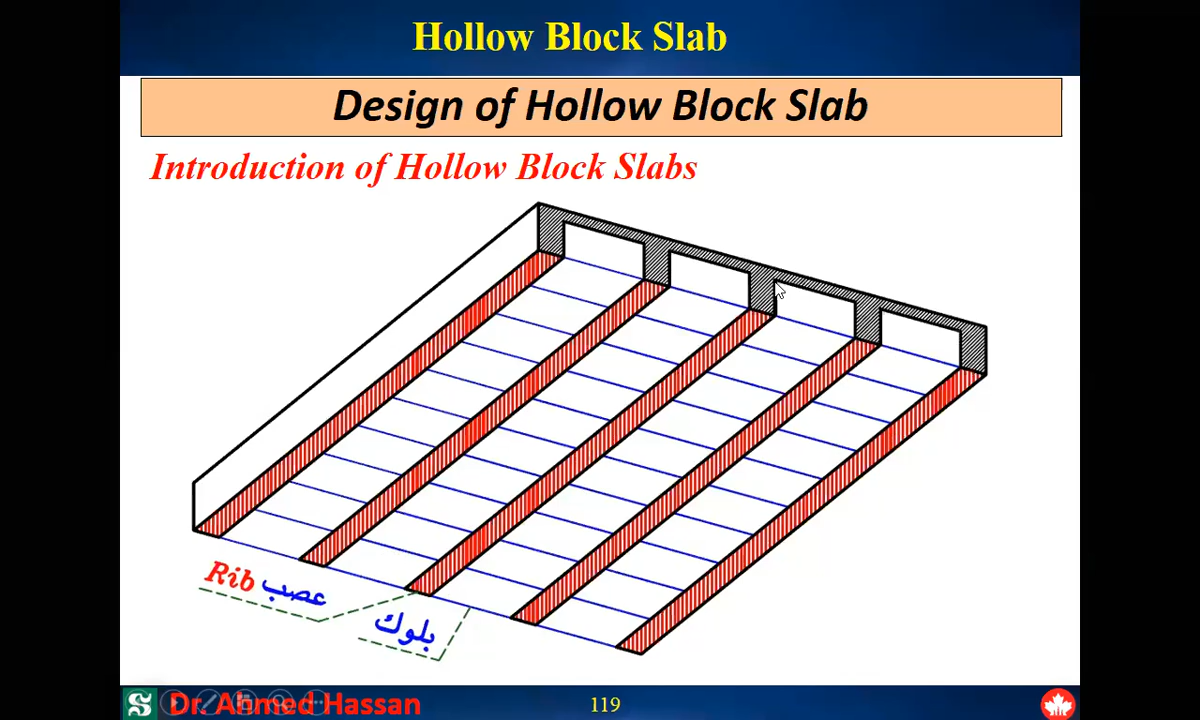 Hollow Block Slab
Design of Hollow Block Slab
Introduction of Hollow Block Slabs
Rib عصب
بلوك
Dr. Ahmed Hassan
119